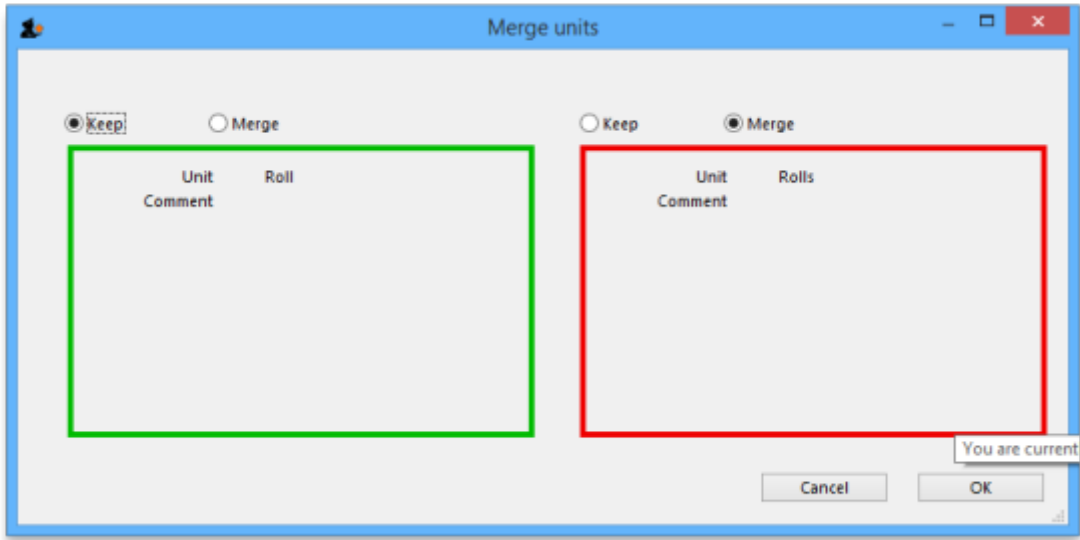 Merge units
Keep Merge Keep Merge
Unit Roll
Comment
Unit Rolls
Comment
You are current
Cancel OK